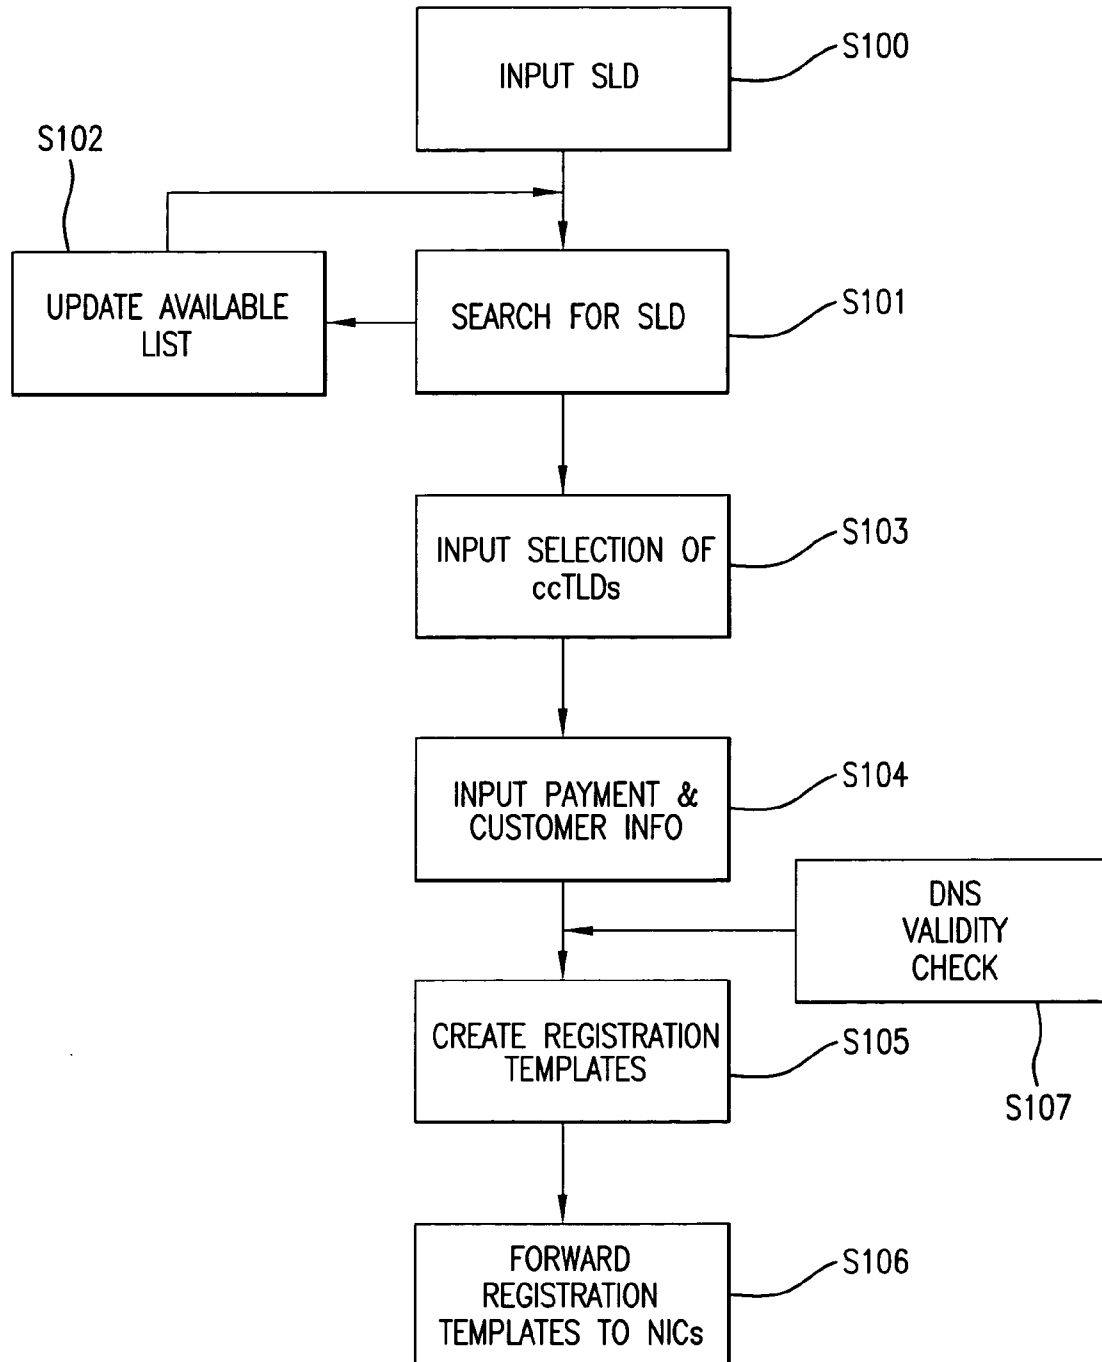 INPUT SLD
S100
S102
UPDATE AVAILABLE
LIST
SEARCH FOR SLD
S101
INPUT SELECTION OF
ccTLDs
S103
INPUT PAYMENT &
CUSTOMER INFO
S104
DNS
VALIDITY
CHECK
S107
CREATE REGISTRATION
TEMPLATES
S105
FORWARD
REGISTRATION
TEMPLATES TO NICs
S106